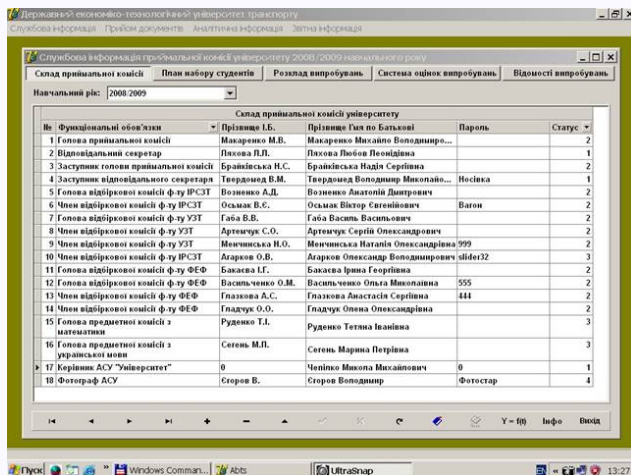 Державний економіко-технологічний університет транспорту
Службова інформація Прийом документів Аналітична інформація Звітна інформація
Службова інформація приймальної комісії університету 2008/2009 навчального року
Склад приймальної комісії План набору студентів Розклад випробувань Система оцінок випробувань Відомості випробувань
Навчальний рік: 2008/2009
Склад приймальної комісії університету
№ Функціональні обов'язки Прізвище І.Б. Прізвище І'мя по Батькові Пароль Статус
1 Голова приймальної комісії Макаренко М.В. Макаренко Михайло Володимиро... 2
2 Відповідальний секретар Ляхова Л.Л. Ляхова Любов Леонідівна 1
3 Заступник голови приймальної комісії Брайківська Н.С. Брайківська Надія Сергіївна 2
4 Заступник відповідального секретаря Твердомед В.М. Твердомед Володимир Миколайо... Носівка 1
5 Голова відбіркової комісії ф-ту ІРСЗТ Возненко А.Д. Возненко Анатолій Дмитрович 2
6 Член відбіркової комісії ф-ту ІРСЗТ Осьмак В.Є. Осьмак Віктор Євгенійович Вагон 2
7 Голова відбіркової комісії ф-ту УЗТ Габа В.В. Габа Василь Васильович 2
8 Член відбіркової комісії ф-ту УЗТ Артемчук С.О. Артемчук Сергій Олександрович 2
9 Член відбіркової комісії ф-ту УЗТ Менчинська Н.О. Менчинська Наталія Олександрівна 999 2
10 Член відбіркової комісії ф-ту ІРСЗТ Агарков О.В. Агарков Олександр Володимирович slider32 3
11 Голова відбіркової комісії ф-ту ФЕФ Бакаєва І.Г. Бакаєва Ірина Георгіївна 2
12 Голова відбіркової комісії ф-ту ФЕФ Васильченко О.М. Васильченко Ольга Миколаївна 555 2
13 Член відбіркової комісії ф-ту ФЕФ Глазкова А.С. Глазкова Анастасія Сергіївна 444 2
14 Член відбіркової комісії ф-ту ФЕФ Гладчук О.О. Гладчук Олена Олександрівна 2
15 Голова предметної комісії з математики Руденко Т.І. Руденко Тетяна Іванівна 3
16 Голова предметної комісії з української мови Сегень М.П. Сегень Марина Петрівна 3
17 Керівник АСУ "Університет" 0 Чепілко Микола Михайлович 0 1
18 Фотограф АСУ Єгоров В. Єгоров Володимир Фотостар 4
Y = f(t) Інфо Вихід
Пуск Windows Comman... Abts UltraSnap 13:27